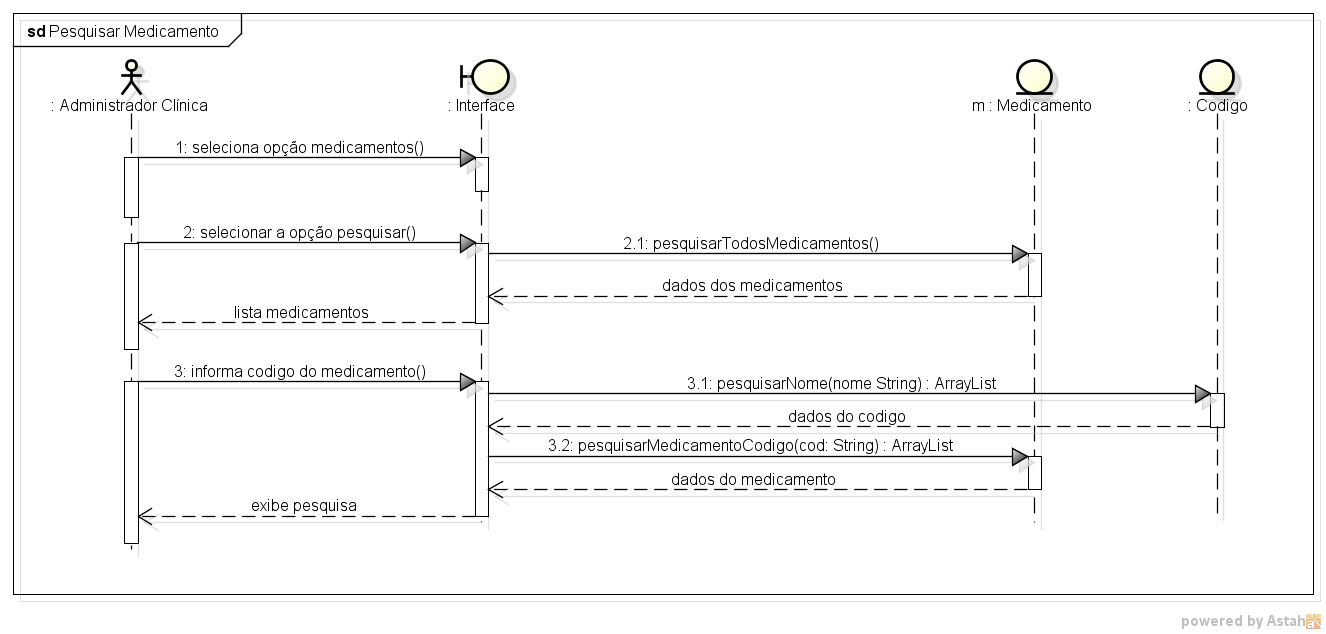 sd Pesquisar Medicamento
: Administrador Clínica
: Interface
m : Medicamento
: Codigo
1: seleciona opção medicamentos()
2: selecionar a opção pesquisar()
2.1: pesquisarTodosMedicamentos()
dados dos medicamentos
lista medicamentos
3: informa codigo do medicamento()
3.1: pesquisarNome(nome String) : ArrayList
dados do codigo
3.2: pesquisarMedicamentoCodigo(cod: String) : ArrayList
dados do medicamento
exibe pesquisa
powered by Astah